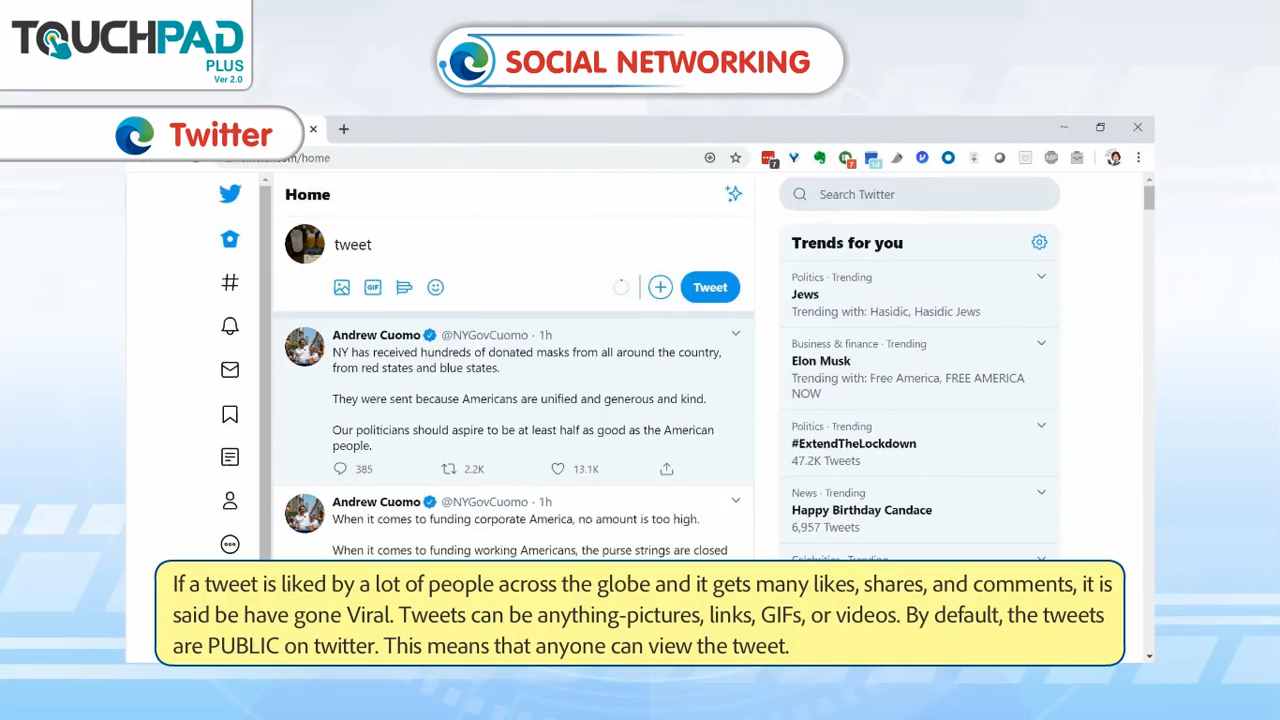 TOUCHPAD
PLUS
Ver 2.0
SOCIAL NETWORKING
Twitter
/home
7
7
Home
Search Twitter
tweet
GIF
Tweet
Trends for you
Politics · Trending
Jews
Trending with: Hasidic, Hasidic Jews
Business & finance · Trending
Elon Musk
Trending with: Free America, FREE AMERICA
NOW
Politics · Trending
#ExtendTheLockdown
47.2K Tweets
News · Trending
Happy Birthday Candace
6,957 Tweets
Celebrities · Trending
Andrew Cuomo @NYGovCuomo · 1h
NY has received hundreds of donated masks from all around the country,
from red states and blue states.
They were sent because Americans are unified and generous and kind.
Our politicians should aspire to be at least half as good as the American
people.
385 2.2K 13.1K
Andrew Cuomo @NYGovCuomo · 1h
When it comes to funding corporate America, no amount is too high.
When it comes to funding working Americans, the purse strings are closed
If a tweet is liked by a lot of people across the globe and it gets many likes, shares, and comments, it is
said be have gone Viral. Tweets can be anything-pictures, links, GIFs, or videos. By default, the tweets
are PUBLIC on twitter. This means that anyone can view the tweet.